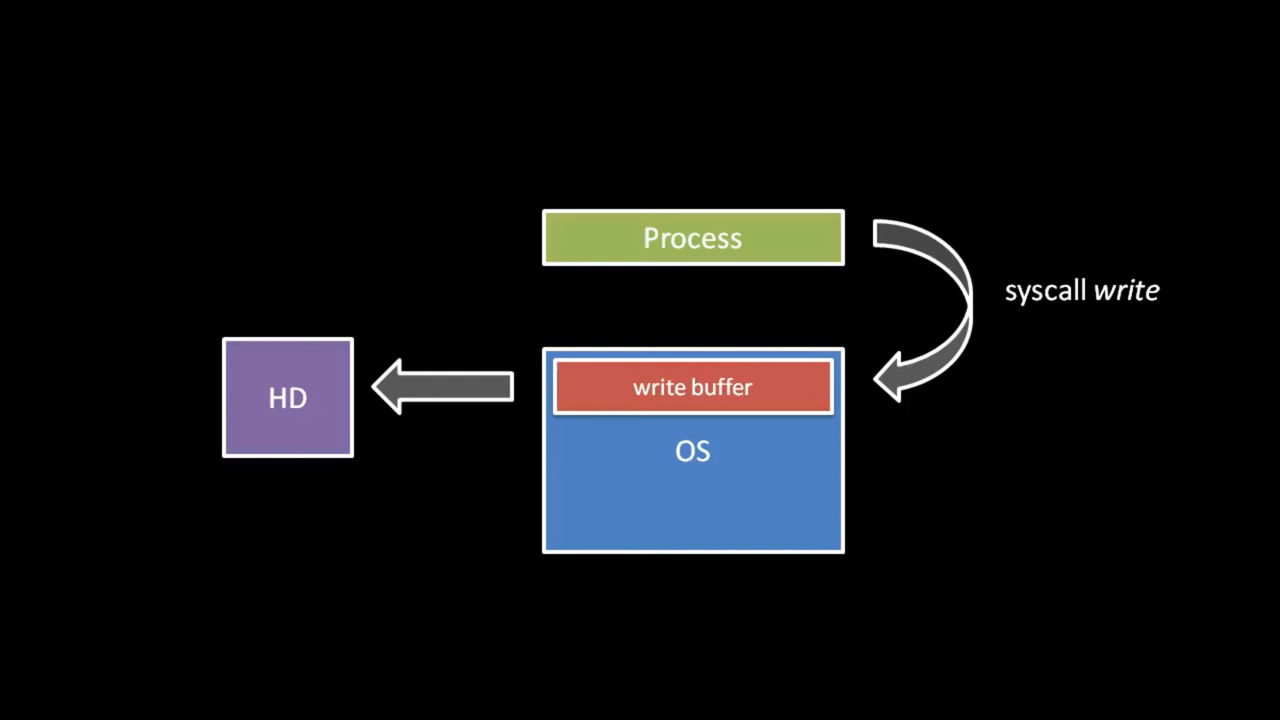 Process
syscall write
write buffer
HD
OS